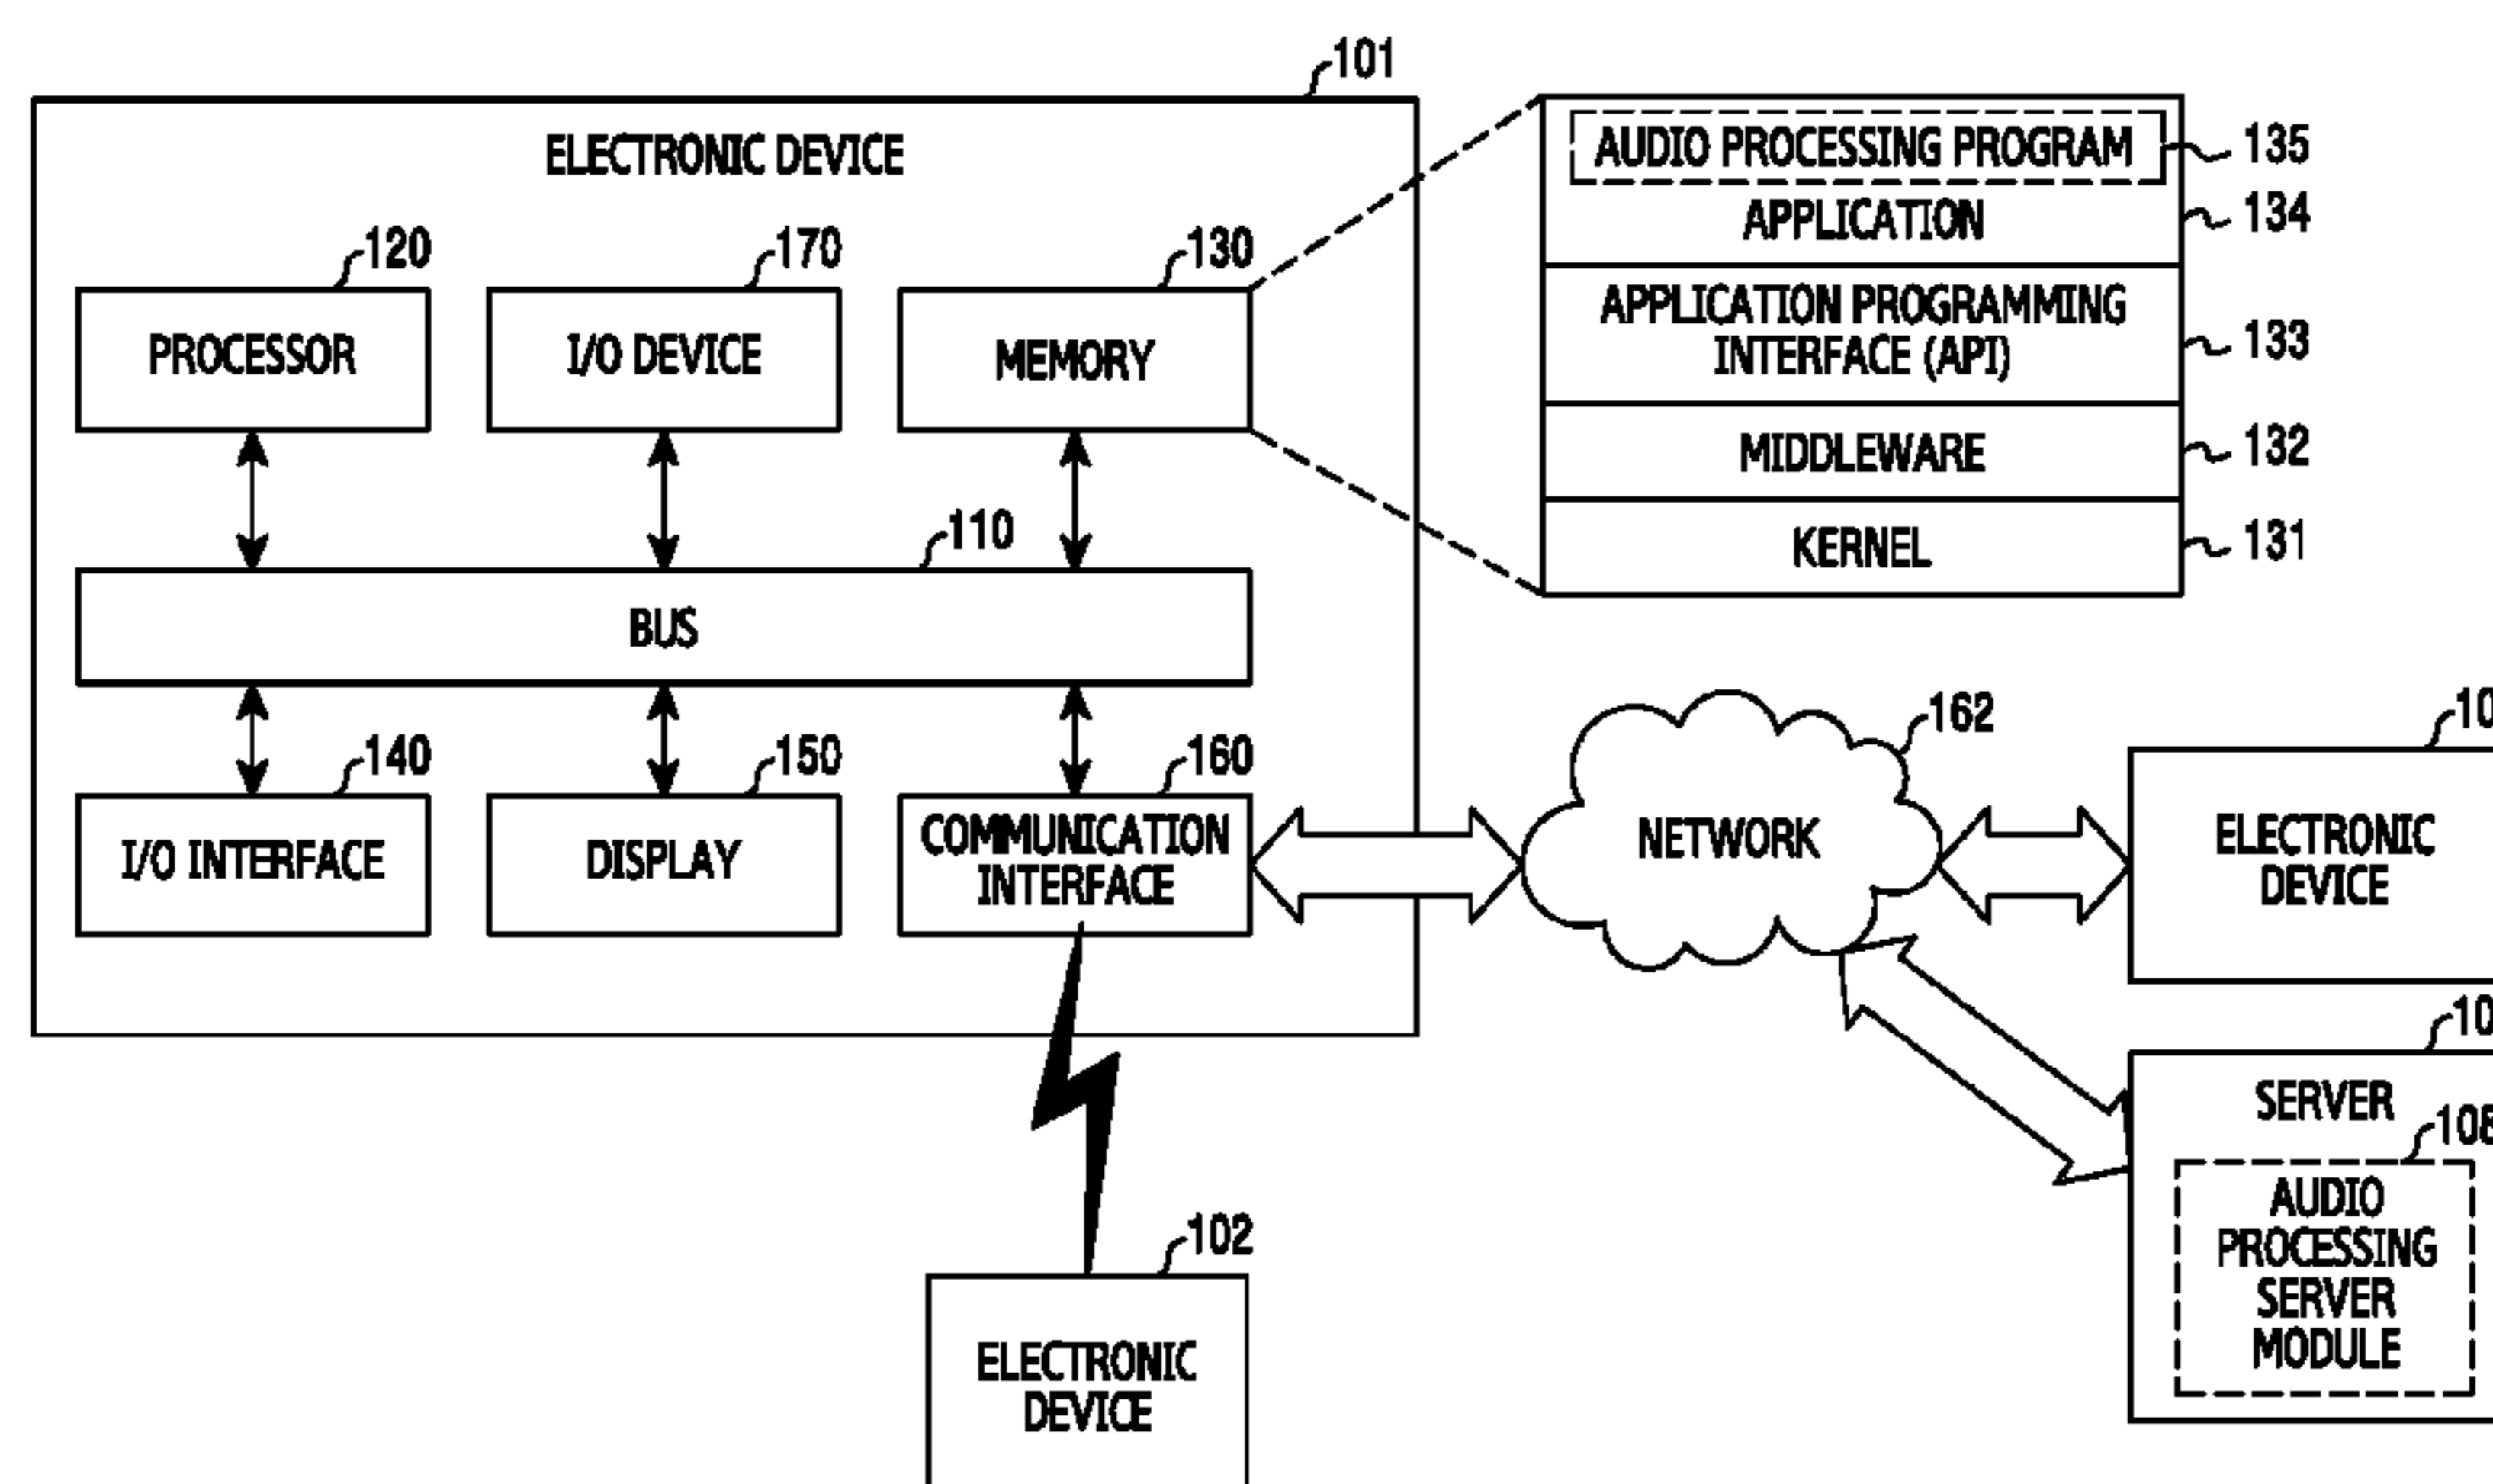 101
ELECTRONIC DEVICE
120
170
130
PROCESSOR
I/O DEVICE
MEMORY
110
BUS
140
150
160
I/O INTERFACE
DISPLAY
COMMUNICATION
INTERFACE
AUDIO PROCESSING PROGRAM
135
APPLICATION
134
APPLICATION PROGRAMMING
INTERFACE (API)
133
MIDDLEWARE
132
KERNEL
131
162
NETWORK
ELECTRONIC
DEVICE
SERVER
108
AUDIO
PROCESSING
SERVER
MODULE
102
ELECTRONIC
DEVICE